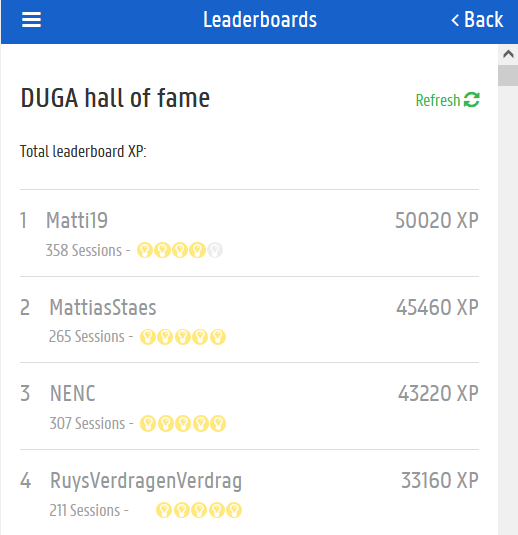 Leaderboards
Back
DUGA hall of fame
Refresh
Total leaderboard XP:
1 Matti19 50020 XP
358 Sessions -
2 MattiasStaes 45460 XP
265 Sessions -
3 NENC 43220 XP
307 Sessions -
4 RuysVerdragenVerdrag 33160 XP
211 Sessions -